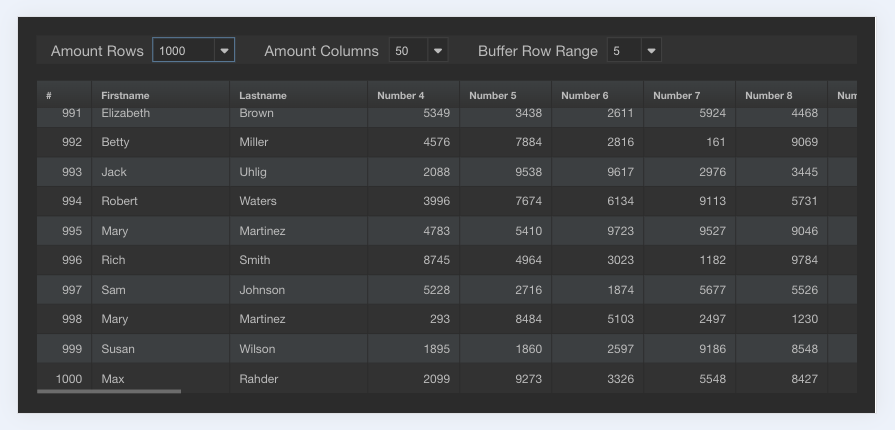 Amount Rows 1000 Amount Columns 50 Buffer Row Range 5
# Firstname Lastname Number 4 Number 5 Number 6 Number 7 Number 8 Num
991 Elizabeth Brown 5349 3438 2611 5924 4468
992 Betty Miller 4576 7884 2816 161 9069
993 Jack Uhlig 2088 9538 9617 2976 3445
994 Robert Waters 3996 7674 6134 9113 5731
995 Mary Martinez 4783 5410 9723 9527 9046
996 Rich Smith 8745 4964 3023 1182 9784
997 Sam Johnson 5228 2716 1874 5677 5526
998 Mary Martinez 293 8484 5103 2497 1230
999 Susan Wilson 1895 1860 2597 9186 8548
1000 Max Rahder 2099 9273 3326 5548 8427